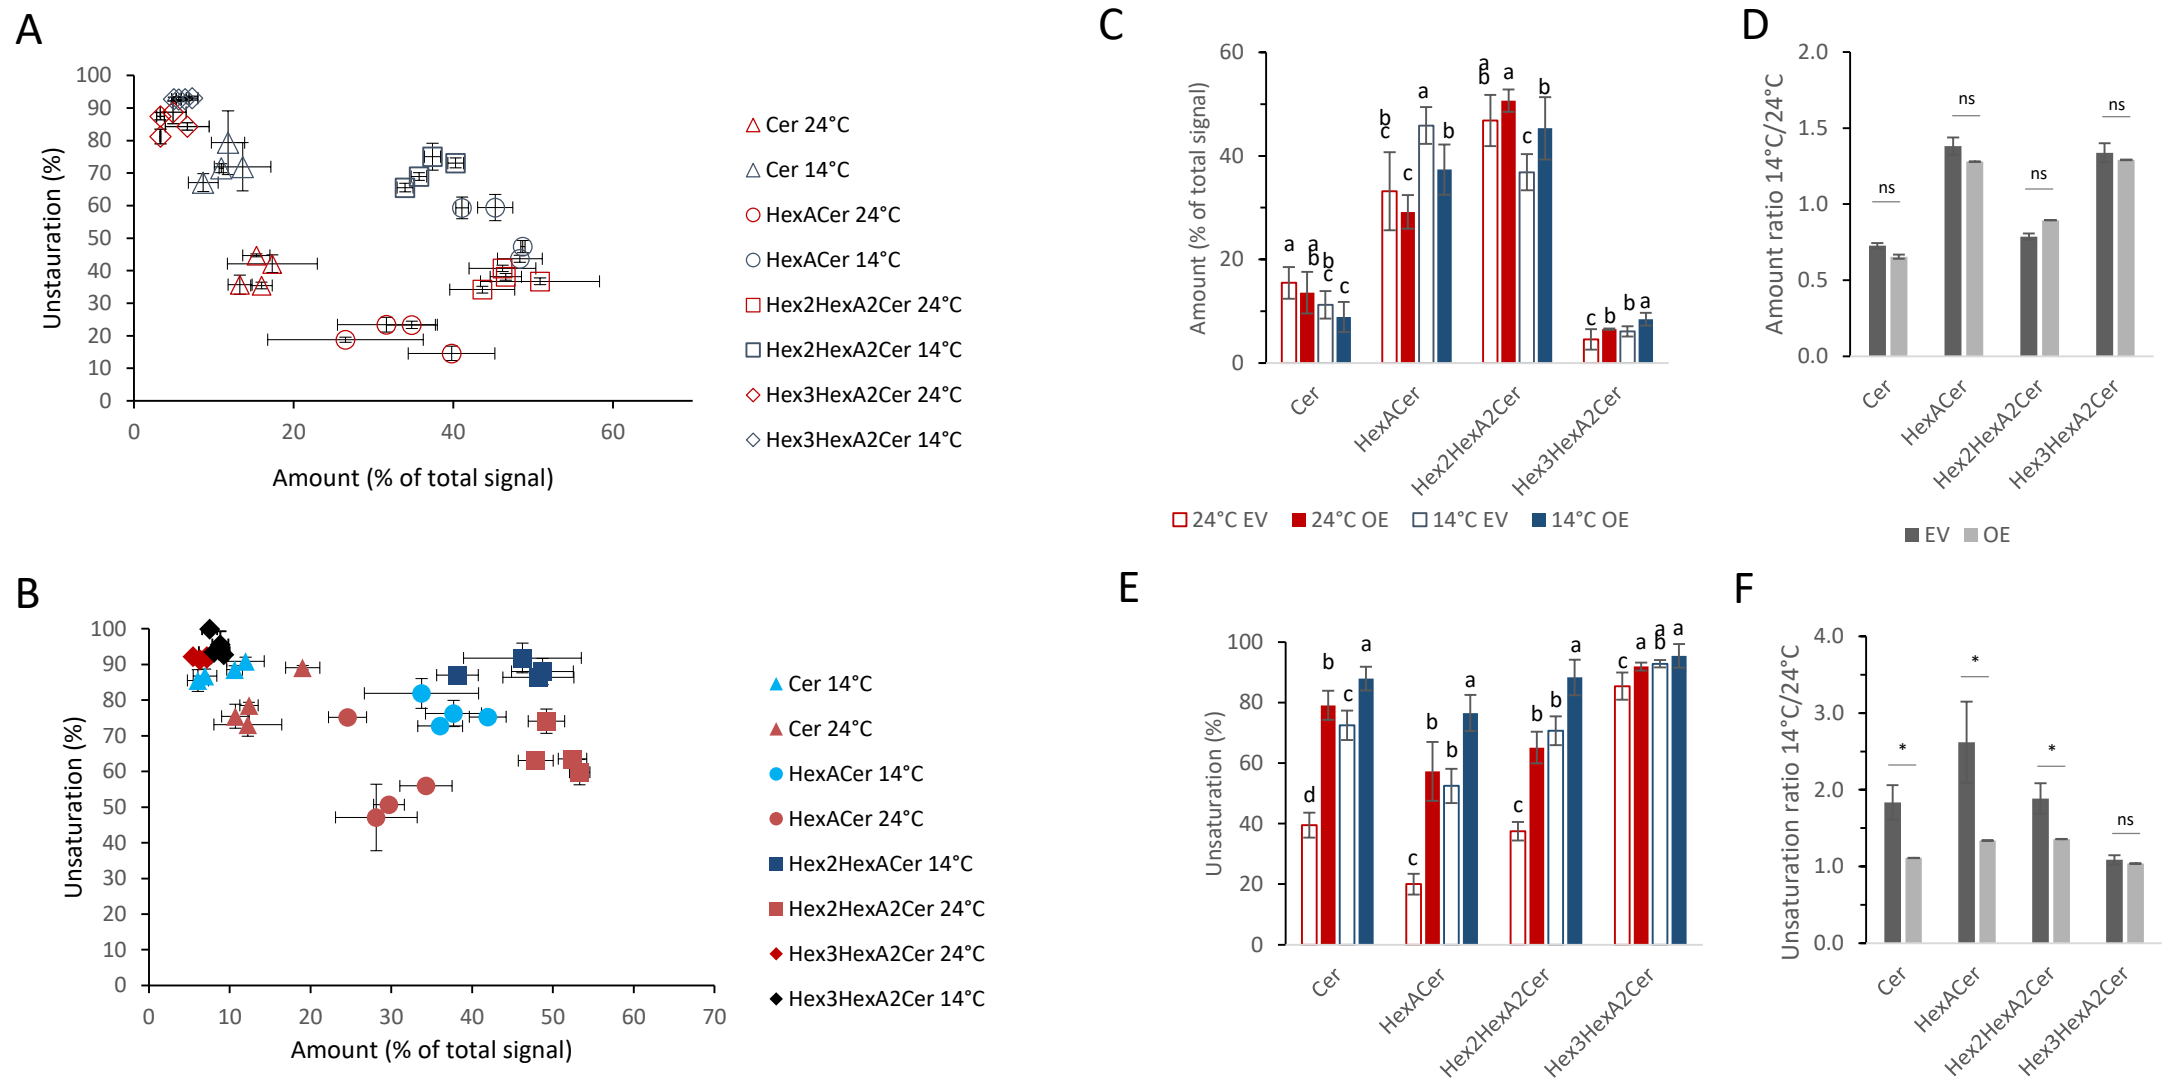 A
Unstauration (%)
100
90
80
70
60
50
40
30
20
10
0
0
20
40
60
Amount (% of total signal)
Cer 24°C
Cer 14°C
HexACer 24°C
HexACer 14°C
Hex2HexA2Cer 24°C
Hex2HexA2Cer 14°C
Hex3HexA2Cer 24°C
Hex3HexA2Cer 14°C
B
Unsaturation (%)
100
90
80
70
60
50
40
30
20
10
0
0
10
20
30
40
50
60
70
Amount (% of total signal)
Cer 14°C
Cer 24°C
HexACer 14°C
HexACer 24°C
Hex2HexACer 14°C
Hex2HexA2Cer 24°C
Hex3HexA2Cer 24°C
Hex3HexA2Cer 14°C
C
Amount (% of total signal)
60
40
20
0
a
a
b
b
c
c
b
c
c
a
b
a
b
a
c
b
c
b
b
a
Cer
HexACer
Hex2HexA2Cer
Hex3HexA2Cer
24°C EV
24°C OE
14°C EV
14°C OE
D
Amount ratio 14°C/24°C
2.0
1.5
1.0
0.5
0.0
ns
ns
ns
ns
Cer
HexACer
Hex2HexA2Cer
Hex3HexA2Cer
EV
OE
E
Unsaturation (%)
100
80
60
40
20
0
d
b
c
a
c
b
b
a
c
b
b
a
c
a
a
b
a
Cer
HexACer
Hex2HexA2Cer
Hex3HexA2Cer
F
Unsaturation ratio 14°C/24°C
4.0
3.0
2.0
1.0
0.0
*
*
*
ns
Cer
HexACer
Hex2HexA2Cer
Hex3HexA2Cer